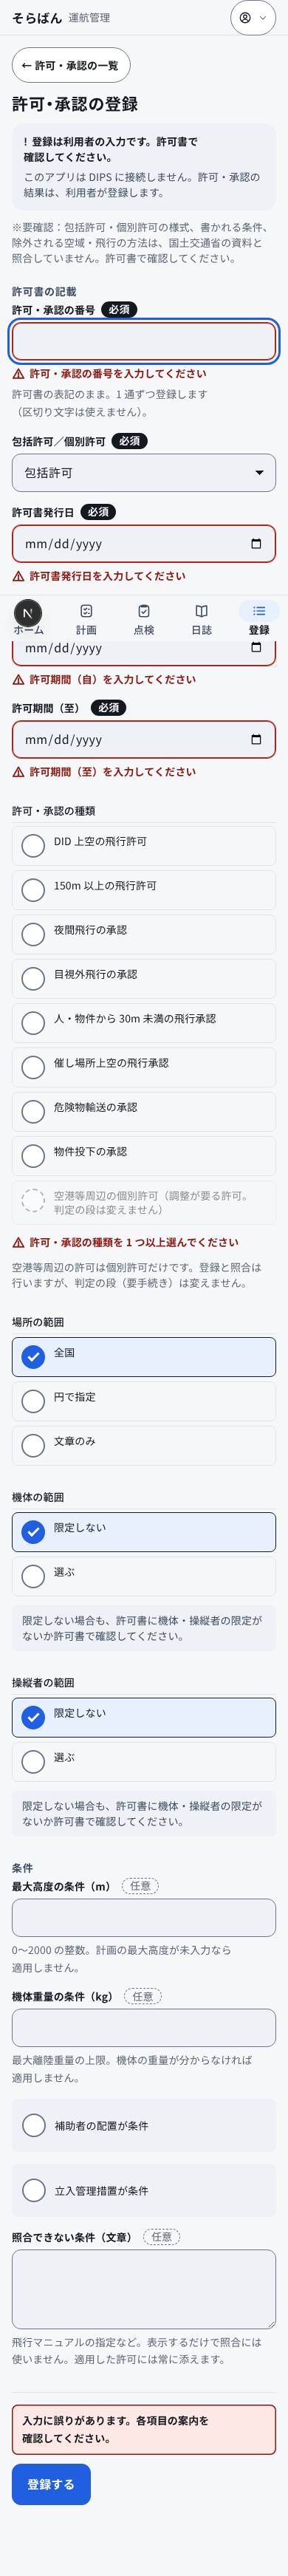 そらばん 運航管理
← 許可・承認の一覧
許可・承認の登録
! 登録は利用者の入力です。許可書で
確認してください。
このアプリは DIPS に接続しません。許可・承認の
結果は、利用者が登録します。
※要確認：包括許可・個別許可の様式、書かれる条件、
除外される空域・飛行の方法は、国土交通省の資料と
照合していません。許可書で確認してください。
許可書の記載
許可・承認の番号 必須
許可・承認の番号を入力してください
許可書の表記のまま。1 通ずつ登録します
（区切り文字は使えません）。
包括許可／個別許可 必須
包括許可
許可書発行日 必須
mm/dd/yyyy
許可書発行日を入力してください
N
ホーム 計画 点検 日誌 登録
mm/dd/yyyy
許可期間（自）を入力してください
許可期間（至） 必須
mm/dd/yyyy
許可期間（至）を入力してください
許可・承認の種類
DID 上空の飛行許可
150m 以上の飛行許可
夜間飛行の承認
目視外飛行の承認
人・物件から 30m 未満の飛行承認
催し場所上空の飛行承認
危険物輸送の承認
物件投下の承認
空港等周辺の個別許可（調整が要る許可。
判定の段は変えません）
許可・承認の種類を 1 つ以上選んでください
空港等周辺の許可は個別許可だけです。登録と照合は
行いますが、判定の段（要手続き）は変えません。
場所の範囲
全国
円で指定
文章のみ
機体の範囲
限定しない
選ぶ
限定しない場合も、許可書に機体・操縦者の限定が
ないか許可書で確認してください。
操縦者の範囲
限定しない
選ぶ
限定しない場合も、許可書に機体・操縦者の限定が
ないか許可書で確認してください。
条件
最大高度の条件（m） 任意
0〜2000 の整数。計画の最大高度が未入力なら
適用しません。
機体重量の条件（kg） 任意
最大離陸重量の上限。機体の重量が分からなければ
適用しません。
補助者の配置が条件
立入管理措置が条件
照合できない条件（文章） 任意
飛行マニュアルの指定など。表示するだけで照合には
使いません。適用した許可には常に添えます。
入力に誤りがあります。各項目の案内を
確認してください。
登録する